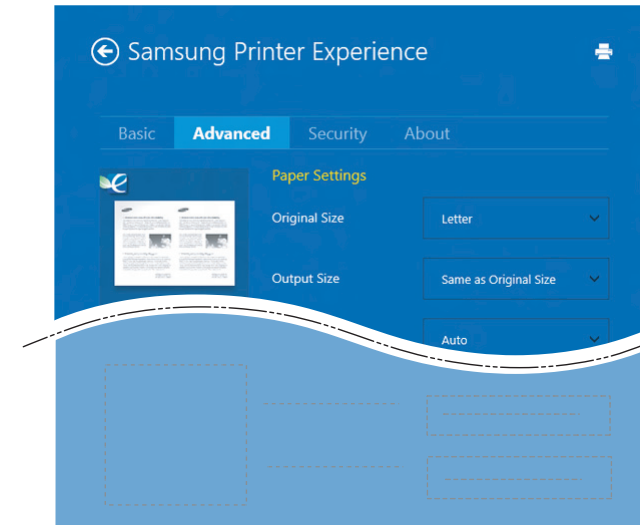 Samsung Printer Experience
Basic Advanced Security About
Paper Settings
Original Size Letter
Output Size Same as Original Size
Auto